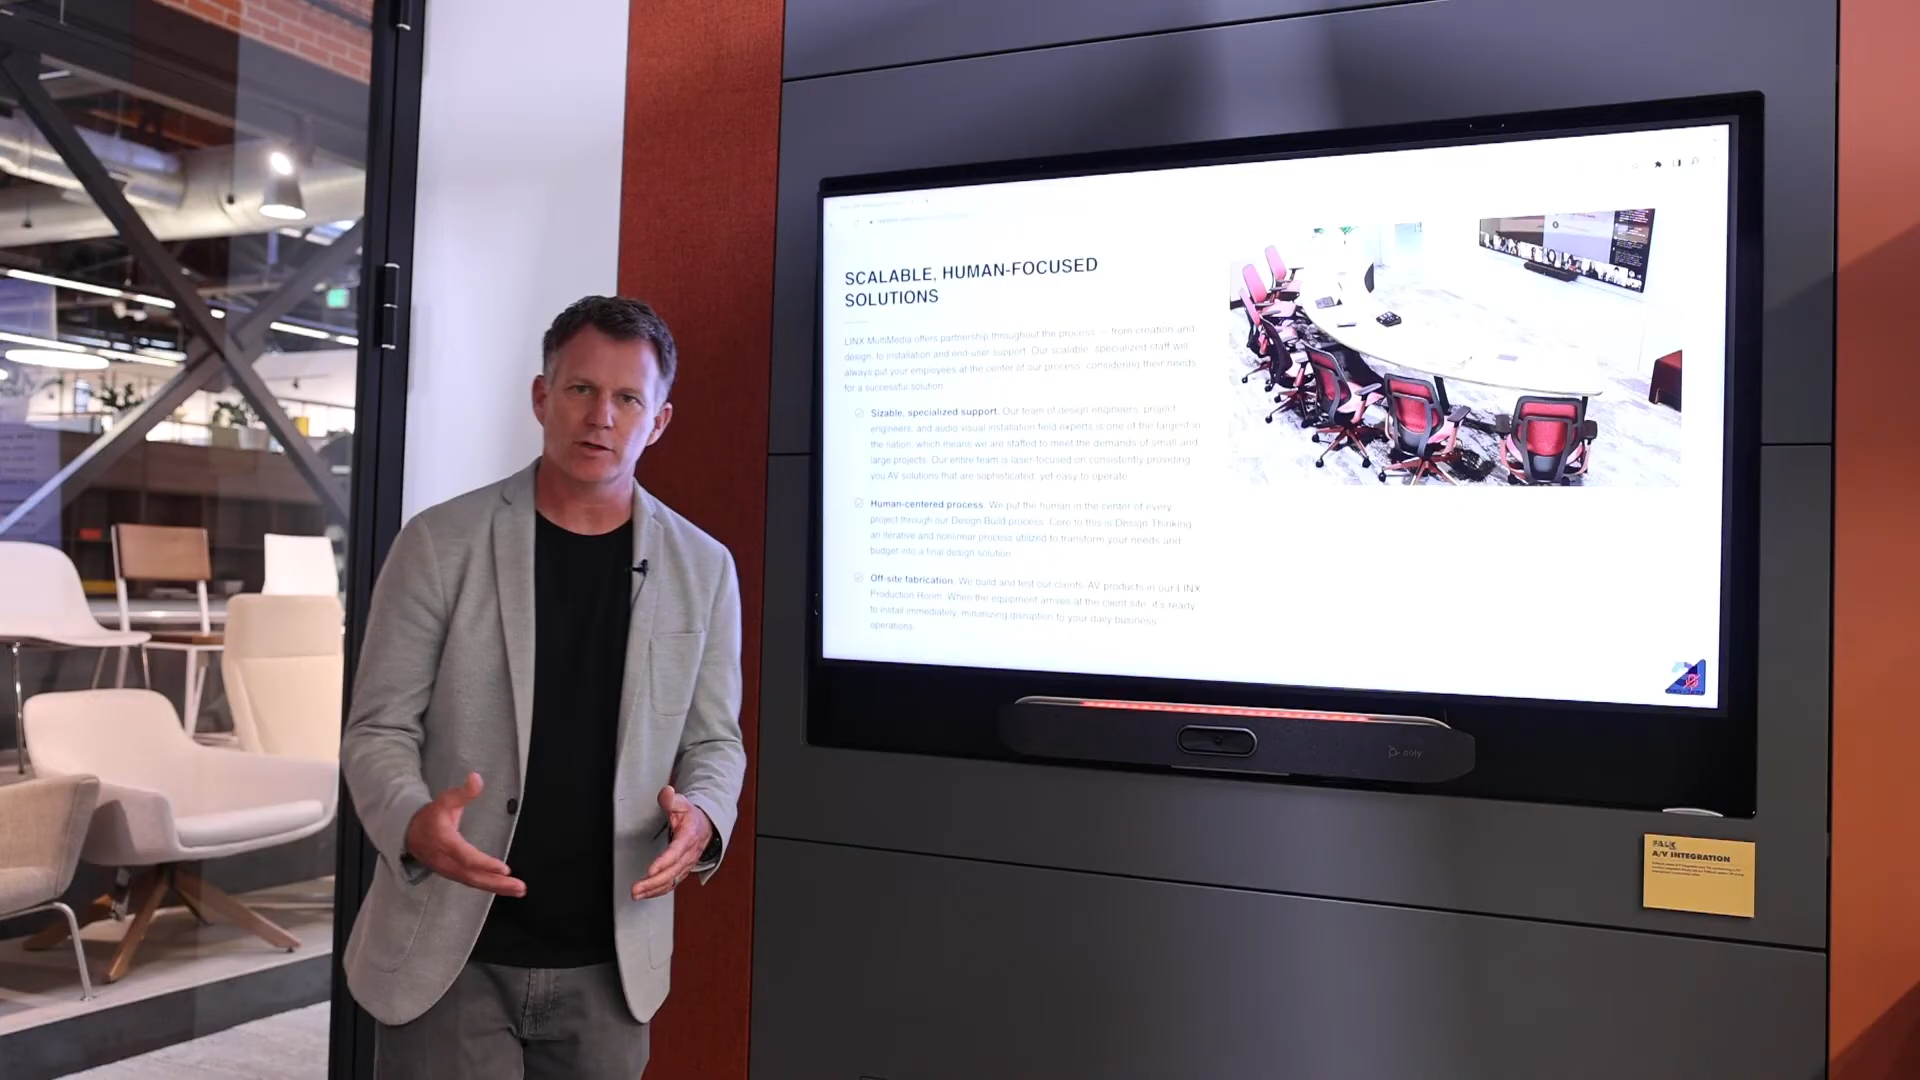 SCALABLE, HUMAN-FOCUSED
SOLUTIONS
LINX MultiMedia offers partnership throughout the process — from creation and
design, to installation and end-user support. Our scalable, specialized staff will
always put your employees at the center of our process, considering their needs
for a successful solution.
Sizable, specialized support. Our team of design engineers, project
engineers, and audio visual installation field experts is one of the largest in
the nation, which means we are staffed to meet the demands of small and
large projects. Our entire team is laser-focused on consistently providing
you AV solutions that are sophisticated, yet easy to operate.
Human-centered process. We put the human in the center of every
project through our Design Build process. Core to this is Design Thinking,
an iterative and nonlinear process utilized to transform your needs and
budget into a final design solution.
Off-site fabrication. We build and test our clients' AV products in our LINX
Production Room. When the equipment arrives at the client site, it's ready
to install immediately, minimizing disruption to your daily business
operations.
poly
FALK
A/V INTEGRATION